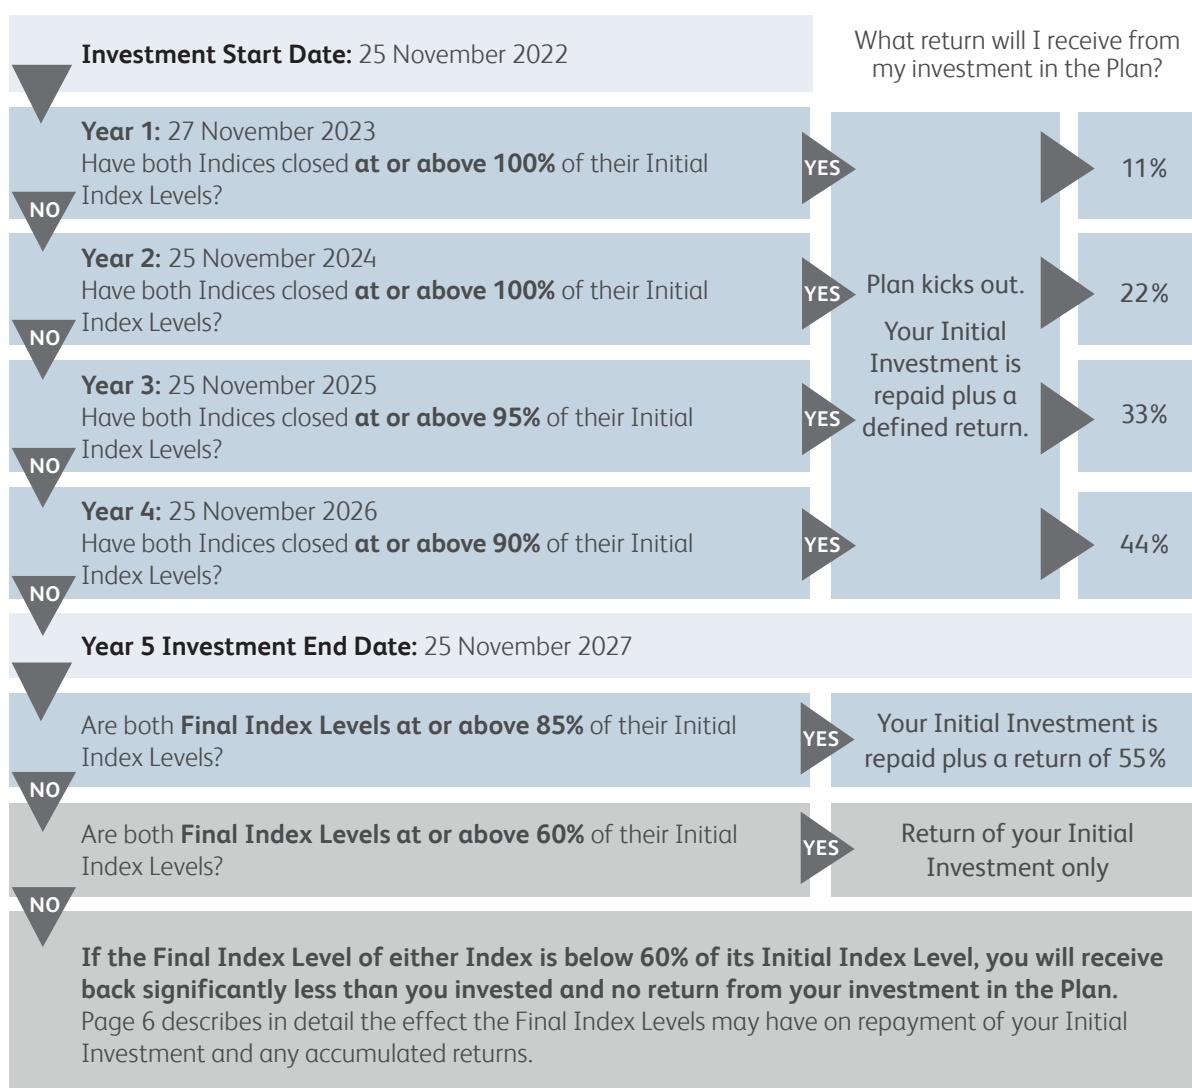 Investment Start Date: 25 November 2022
What return will I receive from
my investment in the Plan?
Year 1: 27 November 2023
Have both Indices closed at or above 100% of their Initial
Index Levels?
YES
11%
NO
Year 2: 25 November 2024
Have both Indices closed at or above 100% of their Initial
Index Levels?
YES
22%
NO
Year 3: 25 November 2025
Have both Indices closed at or above 95% of their Initial
Index Levels?
YES
33%
NO
Year 4: 25 November 2026
Have both Indices closed at or above 90% of their Initial
Index Levels?
YES
44%
NO
Plan kicks out.
Your Initial
Investment is
repaid plus a
defined return.
Year 5 Investment End Date: 25 November 2027
Are both Final Index Levels at or above 85% of their Initial
Index Levels?
YES
Your Initial Investment is
repaid plus a return of 55%
NO
Are both Final Index Levels at or above 60% of their Initial
Index Levels?
YES
Return of your Initial
Investment only
NO
If the Final Index Level of either Index is below 60% of its Initial Index Level, you will receive
back significantly less than you invested and no return from your investment in the Plan.
Page 6 describes in detail the effect the Final Index Levels may have on repayment of your Initial
Investment and any accumulated returns.